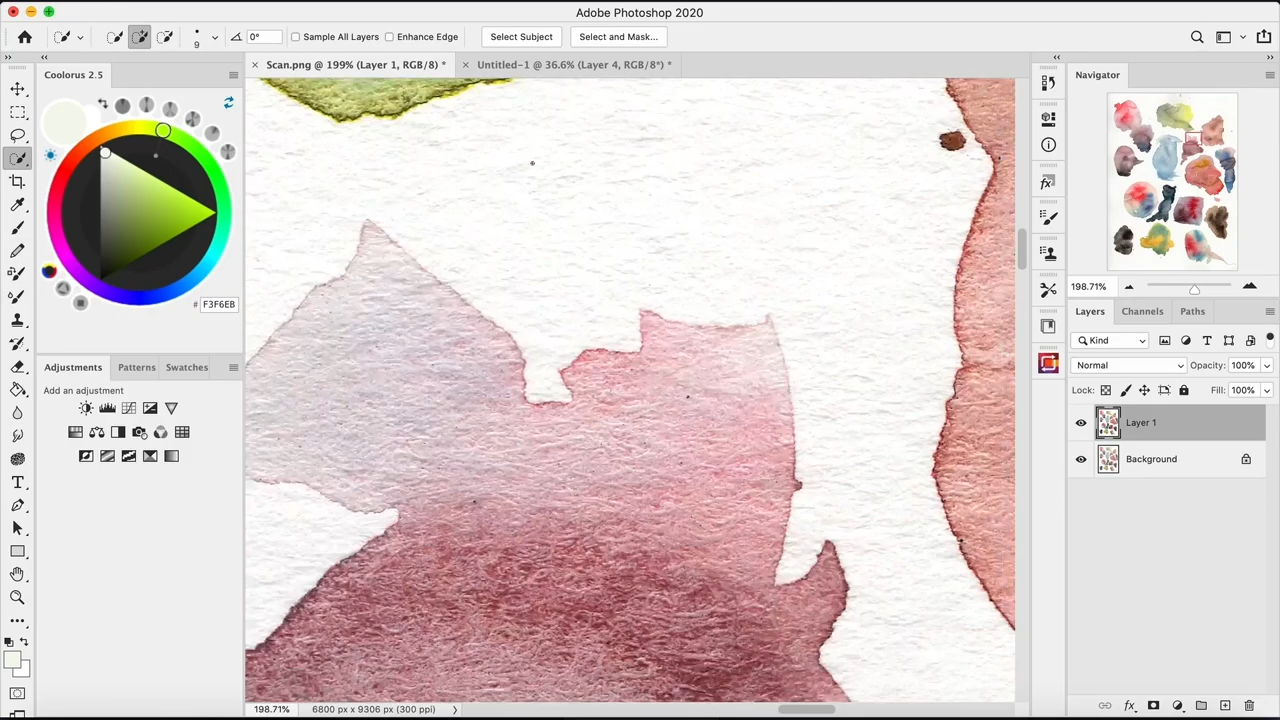 Adobe Photoshop 2020
9
0°
Sample All Layers
Enhance Edge
Select Subject
Select and Mask...
Coolorus 2.5
Scan.png @ 199% (Layer 1, RGB/8) *
Untitled-1 @ 36.6% (Layer 4, RGB/8*) *
Navigator
# F3F6EB
198.71%
Layers
Channels
Paths
Kind
Normal
Opacity: 100%
Lock:
Fill: 100%
Adjustments
Patterns
Swatches
Add an adjustment
Layer 1
Background
198.71%
6800 px x 9306 px (300 ppi)